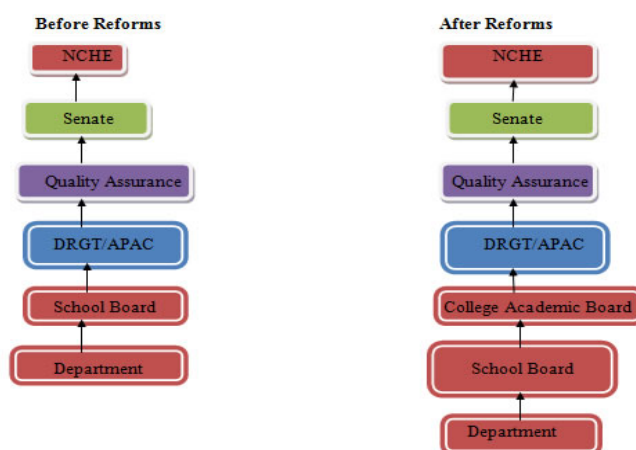 Before Reforms
NCHE
Senate
Quality Assurance
DRGT/APAC
School Board
Department
After Reforms
NCHE
Senate
Quality Assurance
DRGT/APAC
College Academic Board
School Board
Department